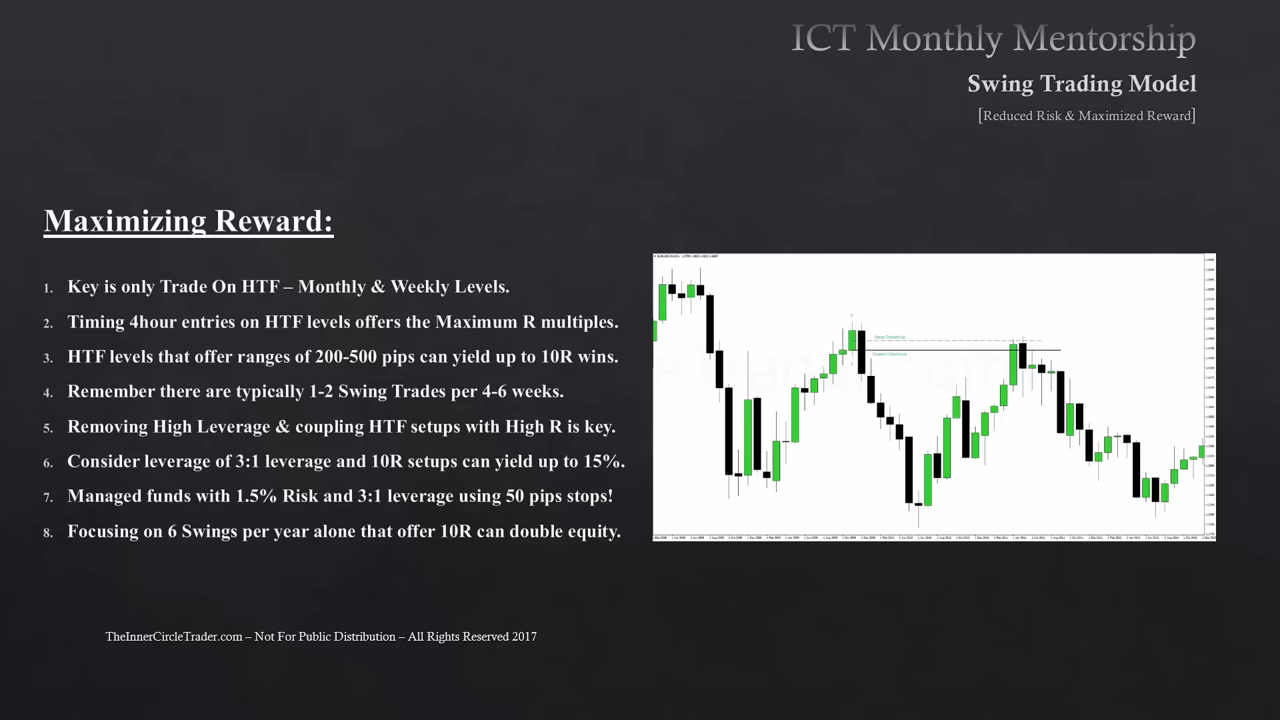 ICT Monthly Mentorship
Swing Trading Model
[Reduced Risk & Maximized Reward]
Maximizing Reward:
1. Key is only Trade On HTF – Monthly & Weekly Levels.
2. Timing 4hour entries on HTF levels offers the Maximum R multiples.
3. HTF levels that offer ranges of 200-500 pips can yield up to 10R wins.
4. Remember there are typically 1-2 Swing Trades per 4-6 weeks.
5. Removing High Leverage & coupling HTF setups with High R is key.
6. Consider leverage of 3:1 leverage and 10R setups can yield up to 15%.
7. Managed funds with 1.5% Risk and 3:1 leverage using 50 pips stops!
8. Focusing on 6 Swings per year alone that offer 10R can double equity.
TheInnerCircleTrader.com – Not For Public Distribution – All Rights Reserved 2017